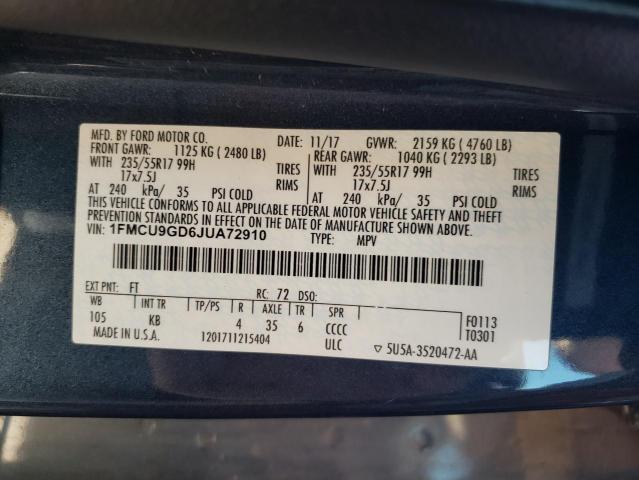 MFD. BY FORD MOTOR CO.
DATE: 11/17 GVWR: 2159 KG ( 4760 LB)
FRONT GAWR: 1125 KG ( 2480 LB) REAR GAWR: 1040 KG ( 2293 LB)
WITH 235/55R17 99H TIRES WITH 235/55R17 99H TIRES
17x7.5J RIMS 17x7.5J RIMS
AT 240 kPa/ 35 PSI COLD AT 240 kPa/ 35 PSI COLD
THIS VEHICLE CONFORMS TO ALL APPLICABLE FEDERAL MOTOR VEHICLE SAFETY AND THEFT
PREVENTION STANDARDS IN EFFECT ON THE DATE OF MANUFACTURE SHOWN ABOVE.
VIN: 1FMCU9GD6JUA72910 TYPE: MPV
EXT PNT: FT RC: 72 DSO:
WB INT TR TP/PS R AXLE TR SPR F0113
105 KB 4 35 6 CCCC T0301
MADE IN U.S.A. 1201711215404 ULC ▽ 5U5A-3520472-AA